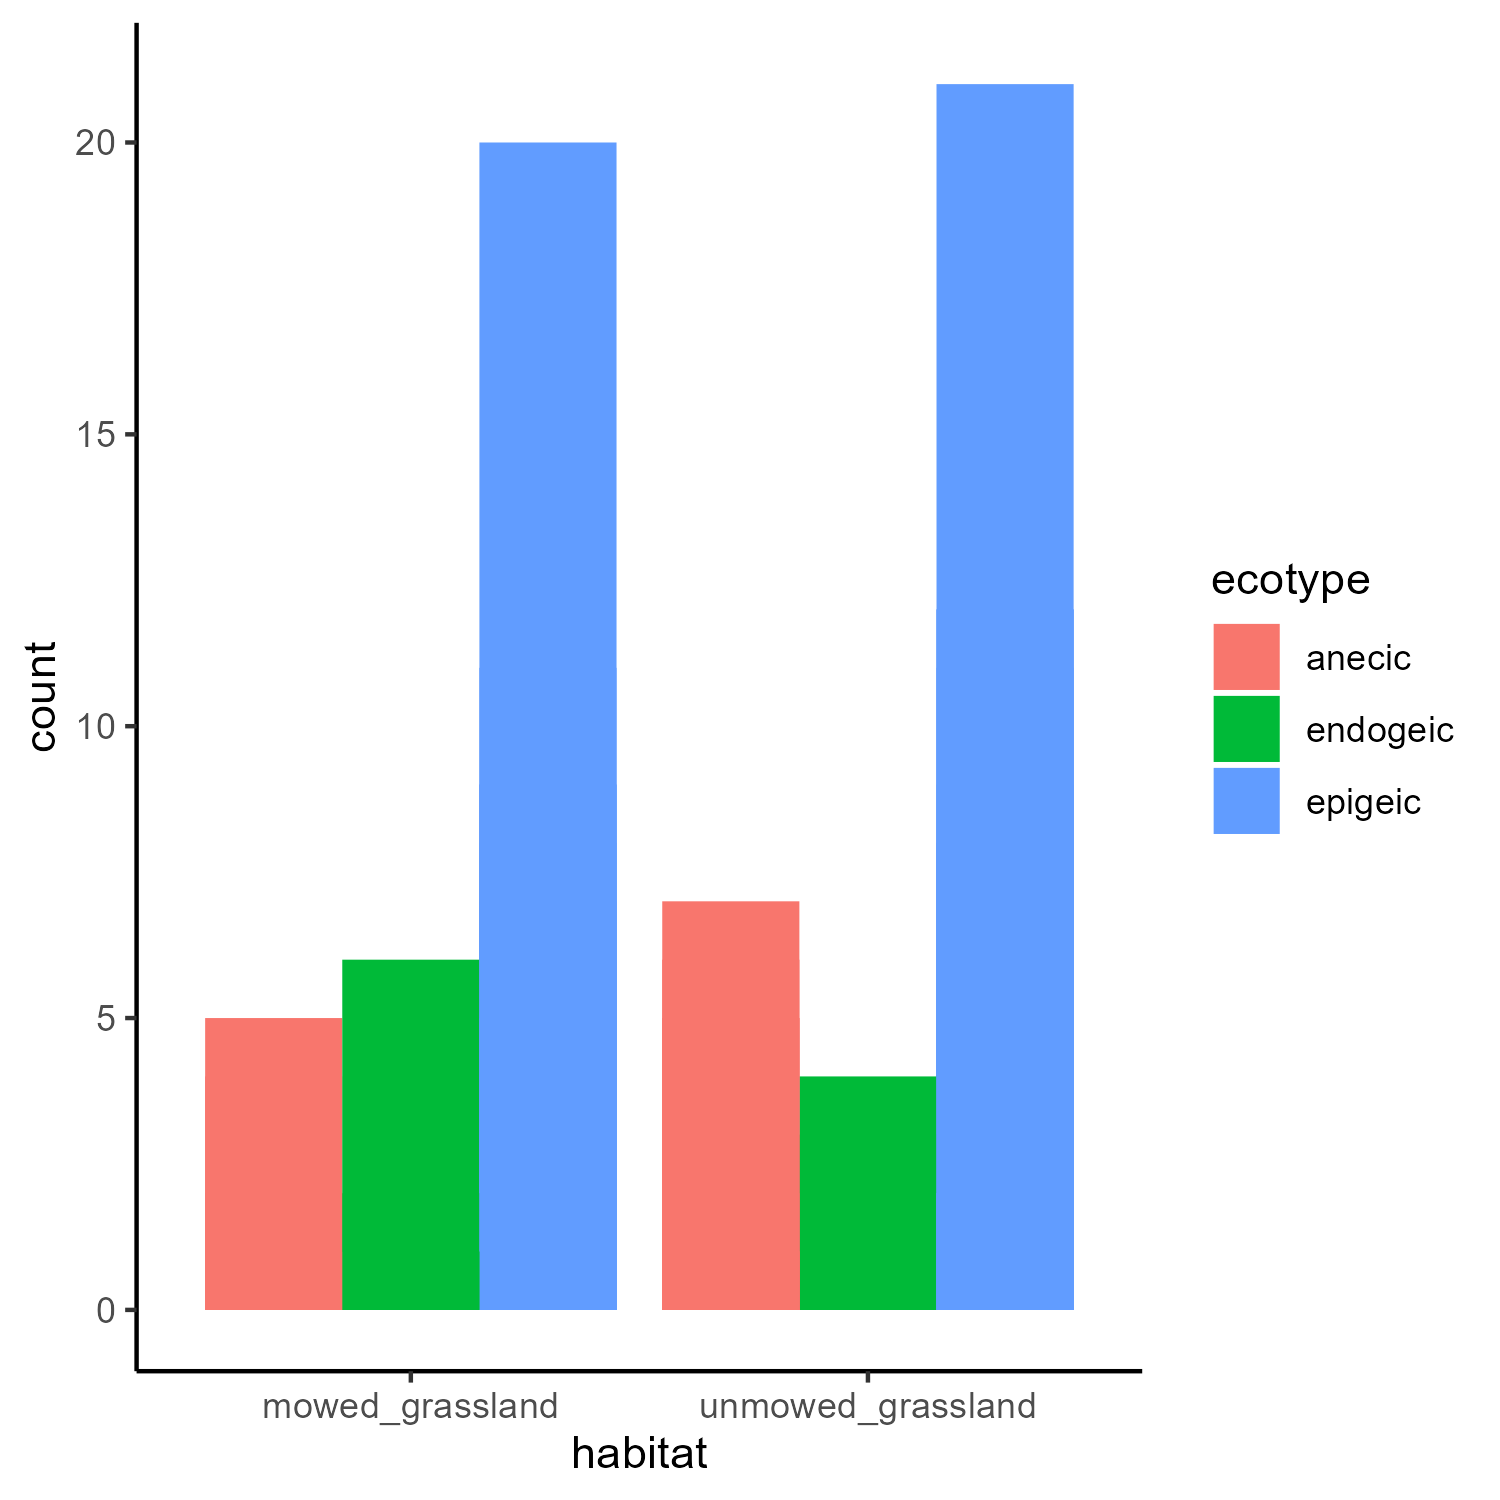 20
15
10
5
0
count
mowed_grassland
unmowed_grassland
habitat
ecotype
anecic
endogeic
epigeic